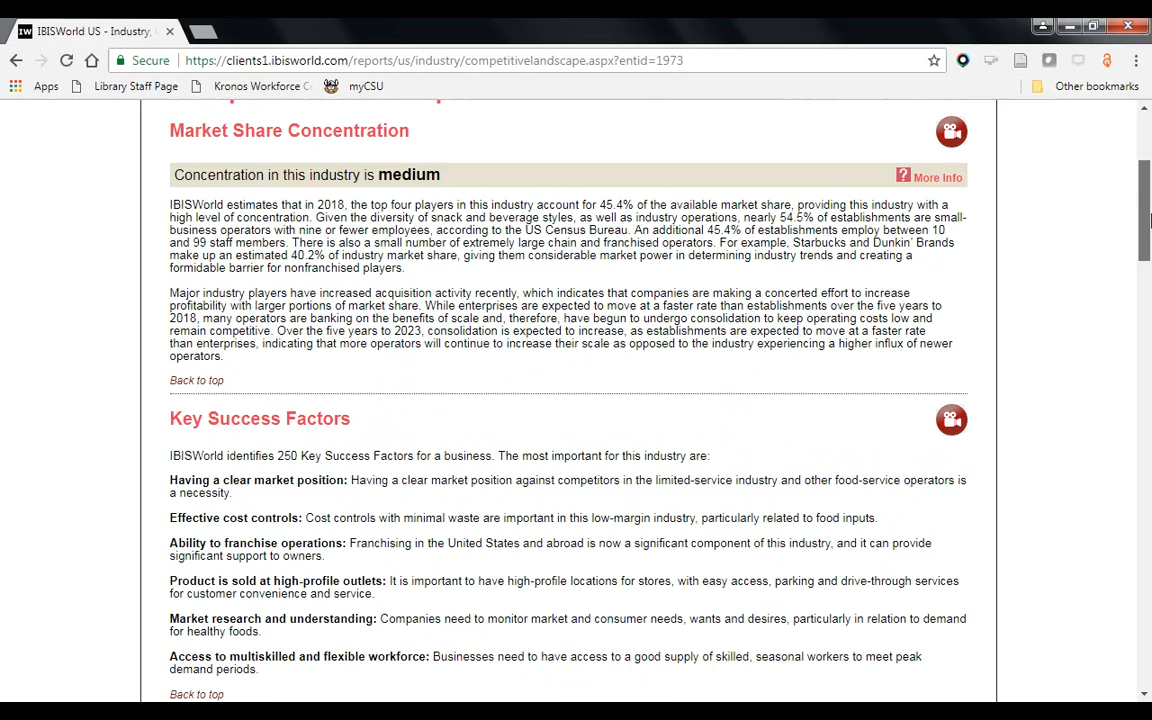 IW IBISWorld US - Industry,
Secure https://clients1.ibisworld.com/reports/us/industry/competitivelandscape.aspx?entid=1973
Apps Library Staff Page Kronos Workforce C myCSU Other bookmarks
Market Share Concentration
Concentration in this industry is medium ? More Info
IBISWorld estimates that in 2018, the top four players in this industry account for 45.4% of the available market share, providing this industry with a
high level of concentration. Given the diversity of snack and beverage styles, as well as industry operations, nearly 54.5% of establishments are small-
business operators with nine or fewer employees, according to the US Census Bureau. An additional 45.4% of establishments employ between 10
and 99 staff members. There is also a small number of extremely large chain and franchised operators. For example, Starbucks and Dunkin' Brands
make up an estimated 40.2% of industry market share, giving them considerable market power in determining industry trends and creating a
formidable barrier for nonfranchised players.
Major industry players have increased acquisition activity recently, which indicates that companies are making a concerted effort to increase
profitability with larger portions of market share. While enterprises are expected to move at a faster rate than establishments over the five years to
2018, many operators are banking on the benefits of scale and, therefore, have begun to undergo consolidation to keep operating costs low and
remain competitive. Over the five years to 2023, consolidation is expected to increase, as establishments are expected to move at a faster rate
than enterprises, indicating that more operators will continue to increase their scale as opposed to the industry experiencing a higher influx of newer
operators.
Back to top
Key Success Factors
IBISWorld identifies 250 Key Success Factors for a business. The most important for this industry are:
Having a clear market position: Having a clear market position against competitors in the limited-service industry and other food-service operators is
a necessity.
Effective cost controls: Cost controls with minimal waste are important in this low-margin industry, particularly related to food inputs.
Ability to franchise operations: Franchising in the United States and abroad is now a significant component of this industry, and it can provide
significant support to owners.
Product is sold at high-profile outlets: It is important to have high-profile locations for stores, with easy access, parking and drive-through services
for customer convenience and service.
Market research and understanding: Companies need to monitor market and consumer needs, wants and desires, particularly in relation to demand
for healthy foods.
Access to multiskilled and flexible workforce: Businesses need to have access to a good supply of skilled, seasonal workers to meet peak
demand periods.
Back to top